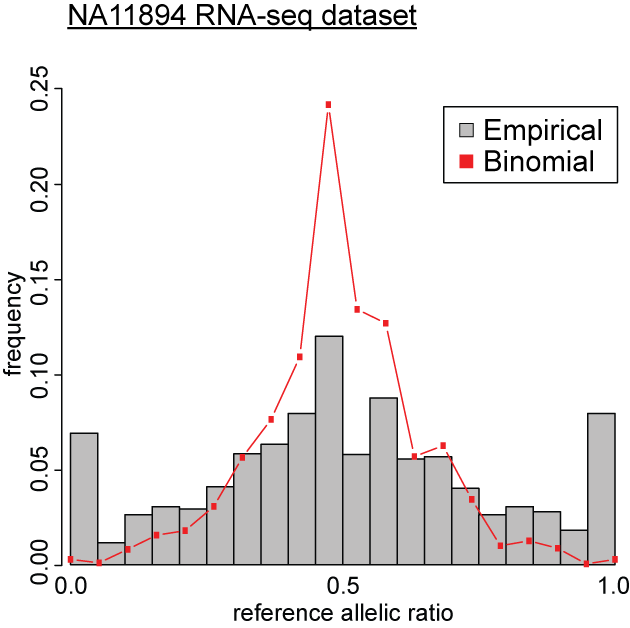 NA11894 RNA-seq dataset
Empirical
Binomial
frequency
0.25
0.20
0.15
0.10
0.05
0.00
0.0 0.5 1.0
reference allelic ratio